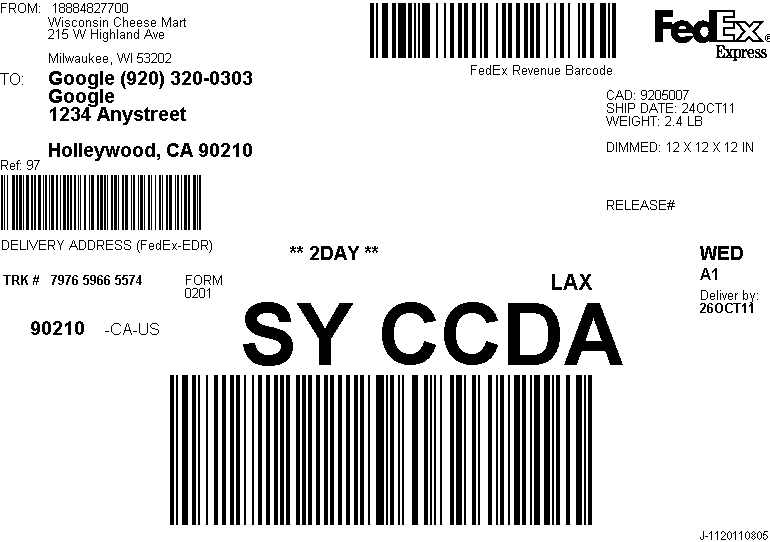 FROM: 18884827700
Wisconsin Cheese Mart
215 W Highland Ave
Milwaukee, WI 53202
FedEx®
Express
FedEx Revenue Barcode
TO: Google (920) 320-0303
Google
1234 Anystreet
Holleywood, CA 90210
CAD: 9205007
SHIP DATE: 24OCT11
WEIGHT: 2.4 LB
DIMMED: 12 X 12 X 12 IN
Ref: 97
RELEASE#
DELIVERY ADDRESS (FedEx-EDR)
** 2DAY **
WED
A1
Deliver by:
26OCT11
TRK # 7976 5966 5574 FORM
0201
LAX
90210 -CA-US
SY CCDA
J-1120110805